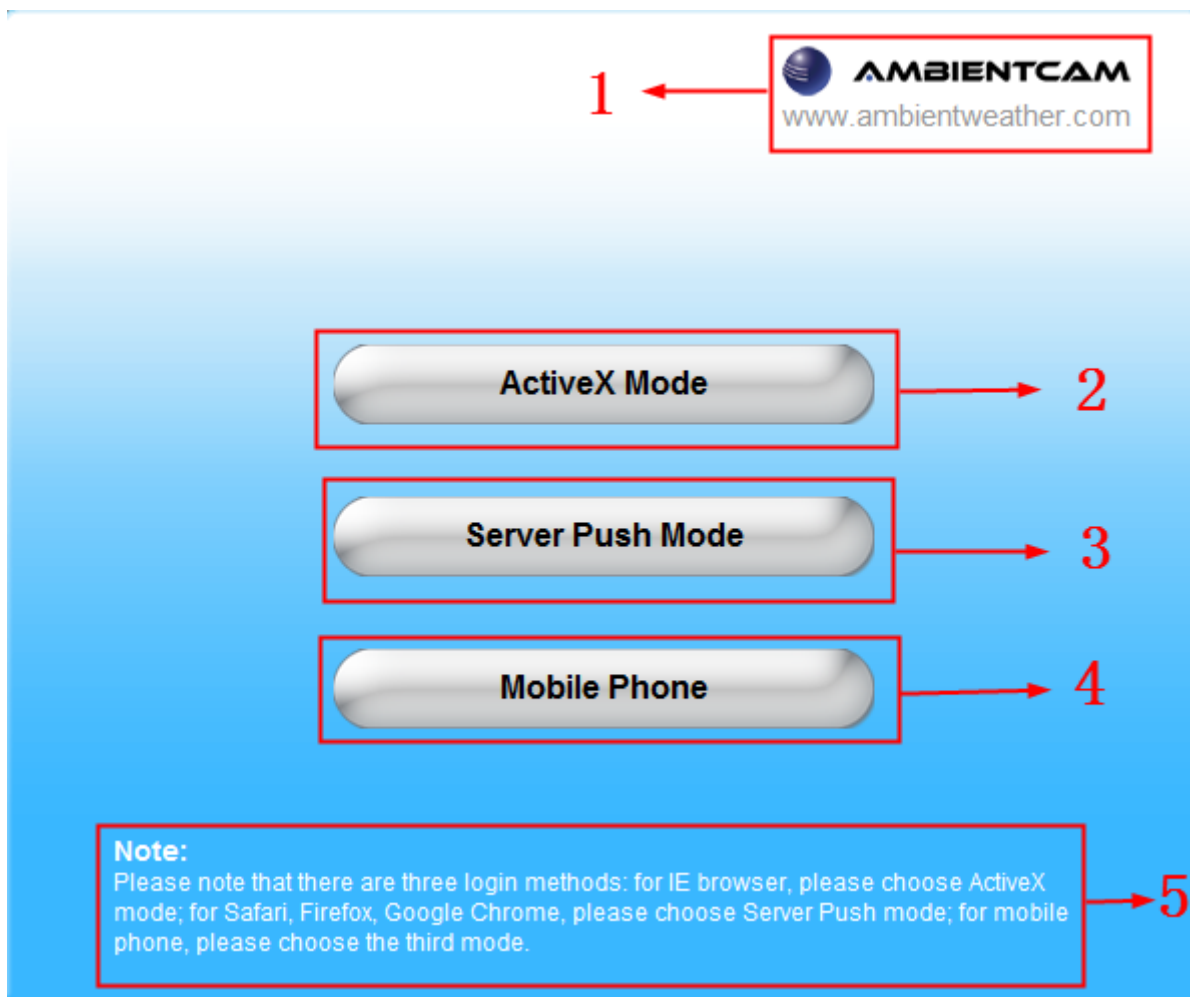 AMBIENTCAM
1 www.ambientweather.com
ActiveX Mode 2
Server Push Mode 3
Mobile Phone 4
Note:
Please note that there are three login methods: for IE browser, please choose ActiveX
mode; for Safari, Firefox, Google Chrome, please choose Server Push mode; for mobile 5
phone, please choose the third mode.